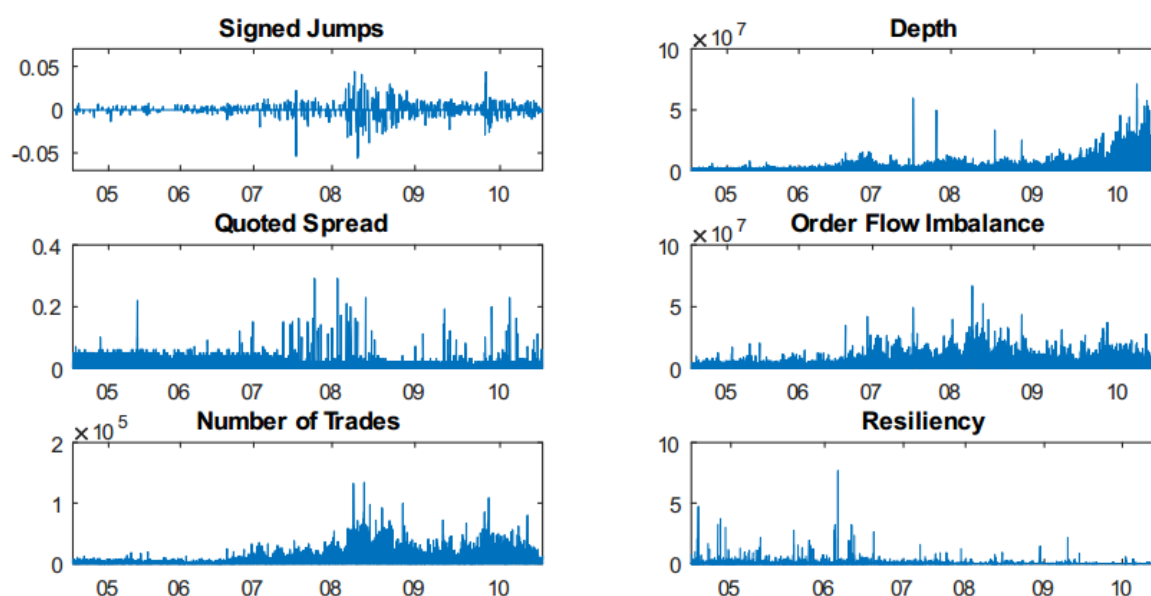 Signed Jumps
0.05
0
-0.05
05 06 07 08 09 10
Depth
×10^7
10
5
0
05 06 07 08 09 10
Quoted Spread
0.4
0.2
0
05 06 07 08 09 10
Order Flow Imbalance
×10^7
10
5
0
05 06 07 08 09 10
Number of Trades
×10^5
2
1
0
05 06 07 08 09 10
Resiliency
10
5
0
05 06 07 08 09 10